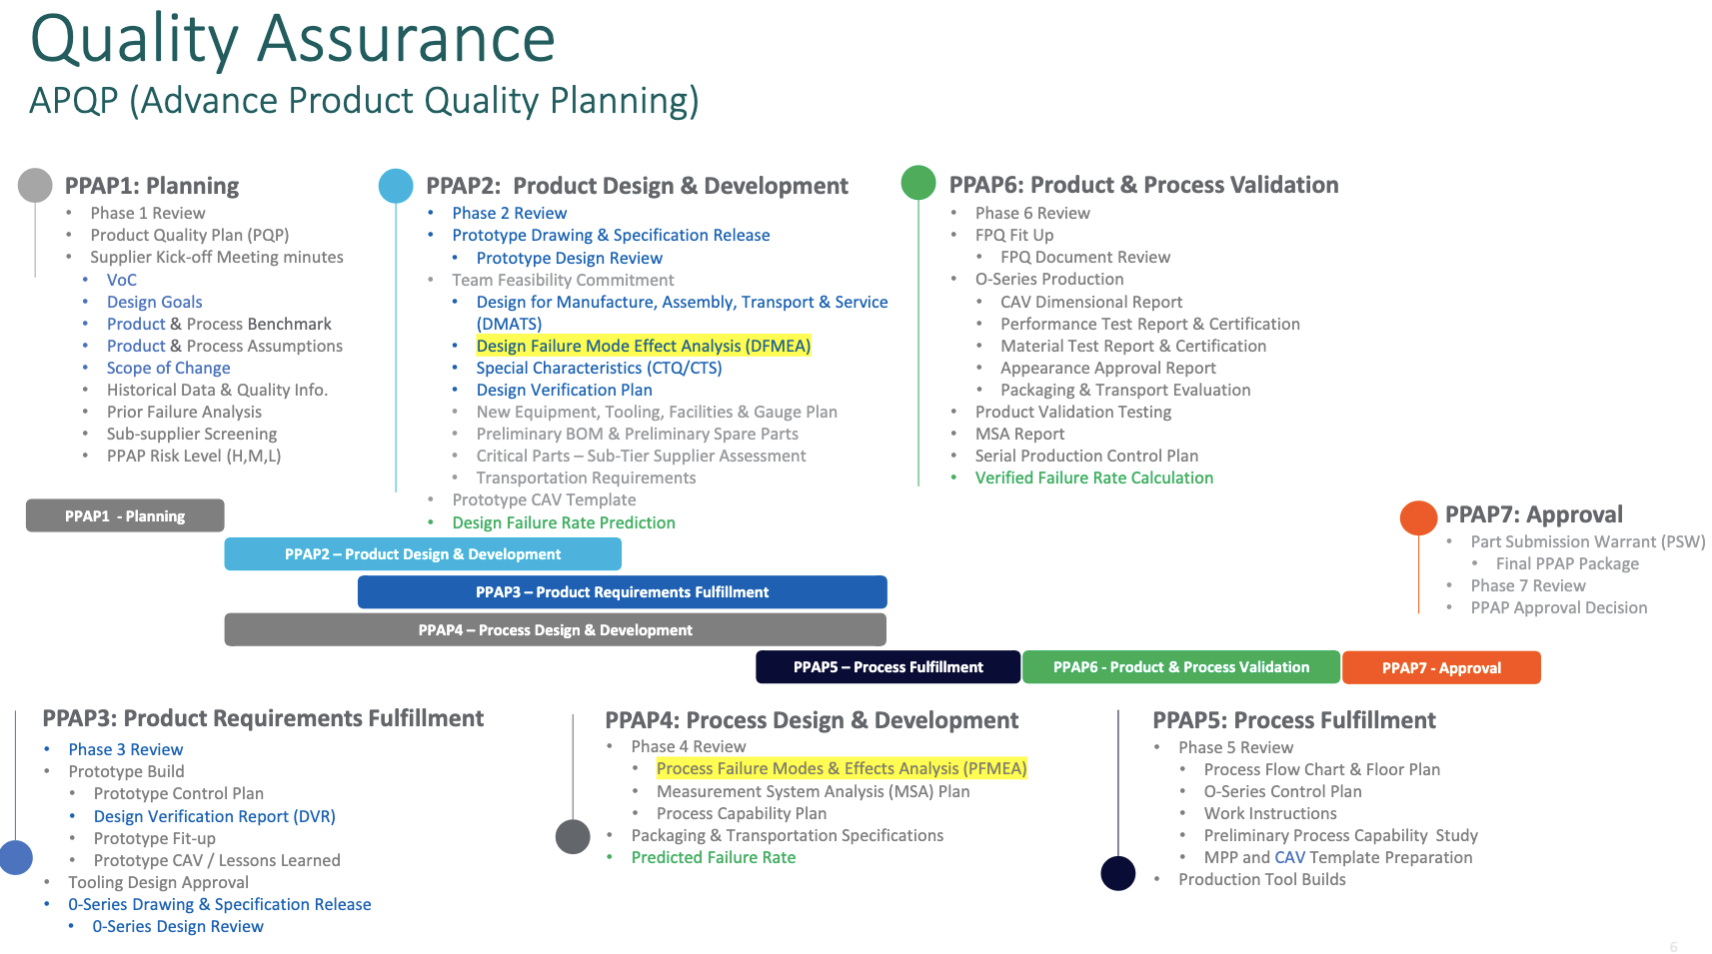 Quality Assurance
APQP (Advance Product Quality Planning)
PPAP1: Planning
• Phase 1 Review
• Product Quality Plan (PQP)
• Supplier Kick-off Meeting minutes
• VoC
• Design Goals
• Product & Process Benchmark
• Product & Process Assumptions
• Scope of Change
• Historical Data & Quality Info.
• Prior Failure Analysis
• Sub-supplier Screening
• PPAP Risk Level (H,M,L)
PPAP2: Product Design & Development
• Phase 2 Review
• Prototype Drawing & Specification Release
• Prototype Design Review
• Team Feasibility Commitment
• Design for Manufacture, Assembly, Transport & Service
(DMATS)
• Design Failure Mode Effect Analysis (DFMEA)
• Special Characteristics (CTQ/CTS)
• Design Verification Plan
• New Equipment, Tooling, Facilities & Gauge Plan
• Preliminary BOM & Preliminary Spare Parts
• Critical Parts – Sub-Tier Supplier Assessment
• Transportation Requirements
• Prototype CAV Template
• Design Failure Rate Prediction
PPAP6: Product & Process Validation
• Phase 6 Review
• FPQ Fit Up
• FPQ Document Review
• O-Series Production
• CAV Dimensional Report
• Performance Test Report & Certification
• Material Test Report & Certification
• Appearance Approval Report
• Packaging & Transport Evaluation
• Product Validation Testing
• MSA Report
• Serial Production Control Plan
• Verified Failure Rate Calculation
PPAP7: Approval
• Part Submission Warrant (PSW)
• Final PPAP Package
• Phase 7 Review
• PPAP Approval Decision
PPAP1 - Planning
PPAP2 – Product Design & Development
PPAP3 – Product Requirements Fulfillment
PPAP4 – Process Design & Development
PPAP5 – Process Fulfillment
PPAP6 - Product & Process Validation
PPAP7 - Approval
PPAP3: Product Requirements Fulfillment
• Phase 3 Review
• Prototype Build
• Prototype Control Plan
• Design Verification Report (DVR)
• Prototype Fit-up
• Prototype CAV / Lessons Learned
• Tooling Design Approval
• 0-Series Drawing & Specification Release
• 0-Series Design Review
PPAP4: Process Design & Development
• Phase 4 Review
• Process Failure Modes & Effects Analysis (PFMEA)
• Measurement System Analysis (MSA) Plan
• Process Capability Plan
• Packaging & Transportation Specifications
• Predicted Failure Rate
PPAP5: Process Fulfillment
• Phase 5 Review
• Process Flow Chart & Floor Plan
• O-Series Control Plan
• Work Instructions
• Preliminary Process Capability Study
• MPP and CAV Template Preparation
• Production Tool Builds
6